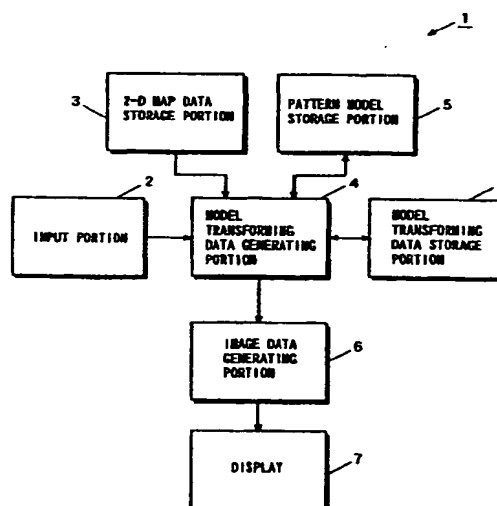 1
3
2-D MAP DATA
STORAGE PORTION
PATTERN MODEL
STORAGE PORTION
5
2
INPUT PORTION
4
MODEL
TRANSFORMING
DATA GENERATING
PORTION
MODEL
TRANSFORMING
DATA STORAGE
PORTION
IMAGE DATA
GENERATING
PORTION
6
DISPLAY
7